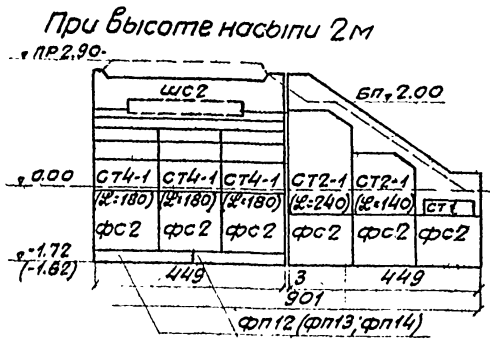 При высоте насыпи 2м
ПР 2,90
шс2
БП 2.00
0.00
СТ4-1 СТ4-1 СТ4-1 СТ2-1 СТ2-1
(L=180) (L=180) (L=180) (L=240) (L=140) СТ1
ФС2 ФС2 ФС2 ФС2 ФС2 ФС2
-1.72
(-1.62)
449 3 449
901
ФП12 (ФП13; ФП14)